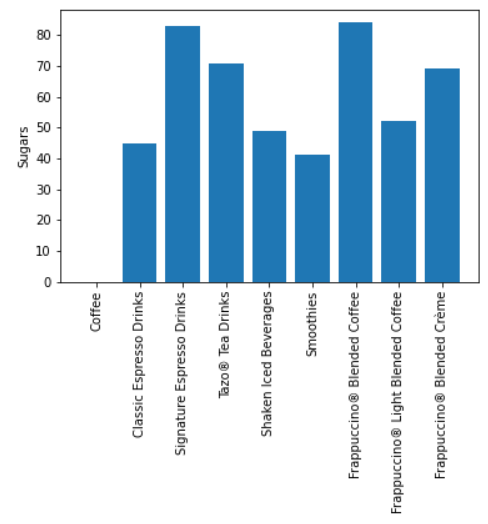 80
70
60
50
40
30
20
10
0
Sugars
Coffee
Classic Espresso Drinks
Signature Espresso Drinks
Tazo® Tea Drinks
Shaken Iced Beverages
Smoothies
Frappuccino® Blended Coffee
Frappuccino® Light Blended Coffee
Frappuccino® Blended Crème